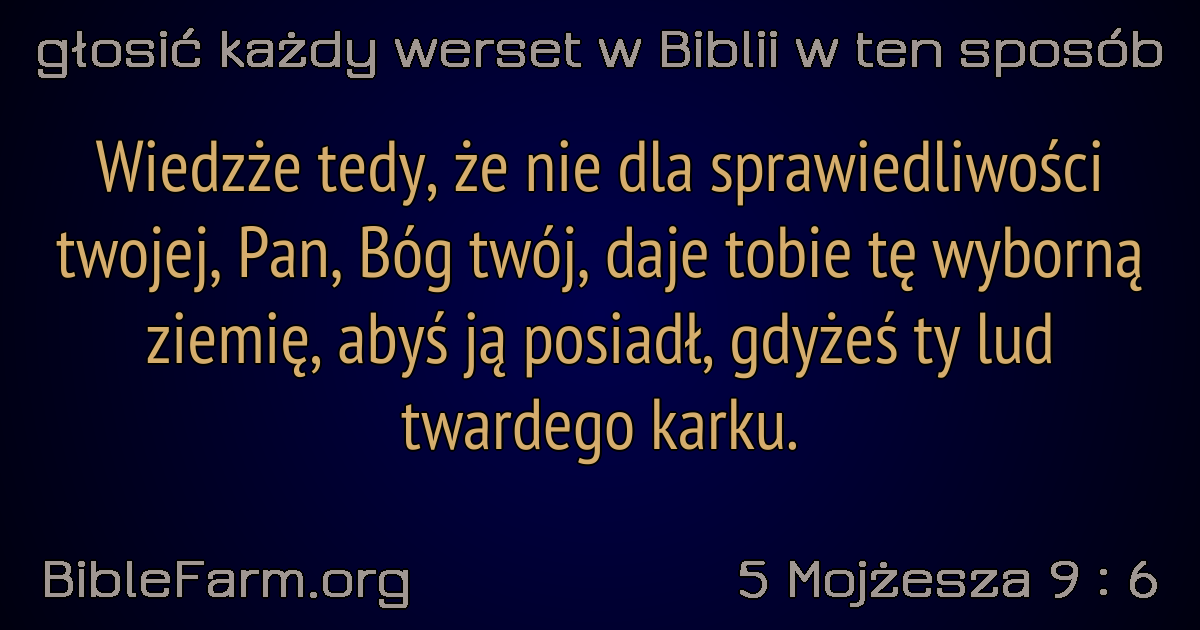 głosić każdy werset w Biblii w ten sposób
Wiedzże tedy, że nie dla sprawiedliwości
twojej, Pan, Bóg twój, daje tobie tę wyborną
ziemię, abyś ją posiadł, gdyżeś ty lud
twardego karku.
BibleFarm.org
5 Mojżesza 9 : 6